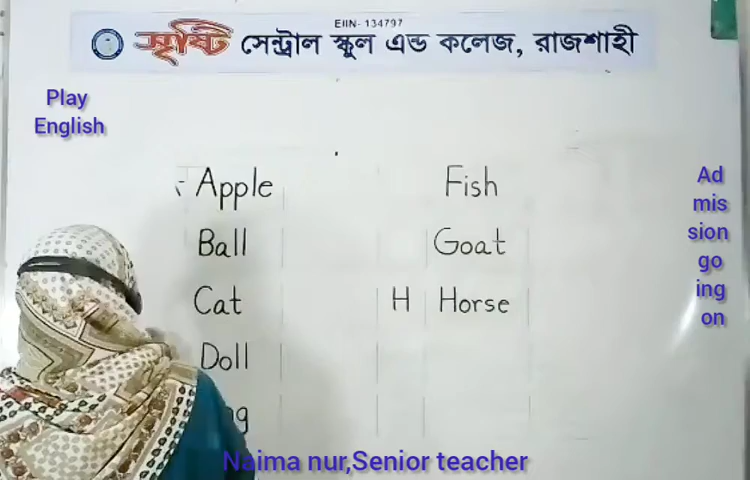 EIIN- 134797
সৃষ্টি সেন্ট্রাল স্কুল এন্ড কলেজ, রাজশাহী
Play
English
Apple
Ball
Cat
Doll
Fish
Goat
H Horse
Ad
mis
sion
go
ing
on
Naima nur,Senior teacher